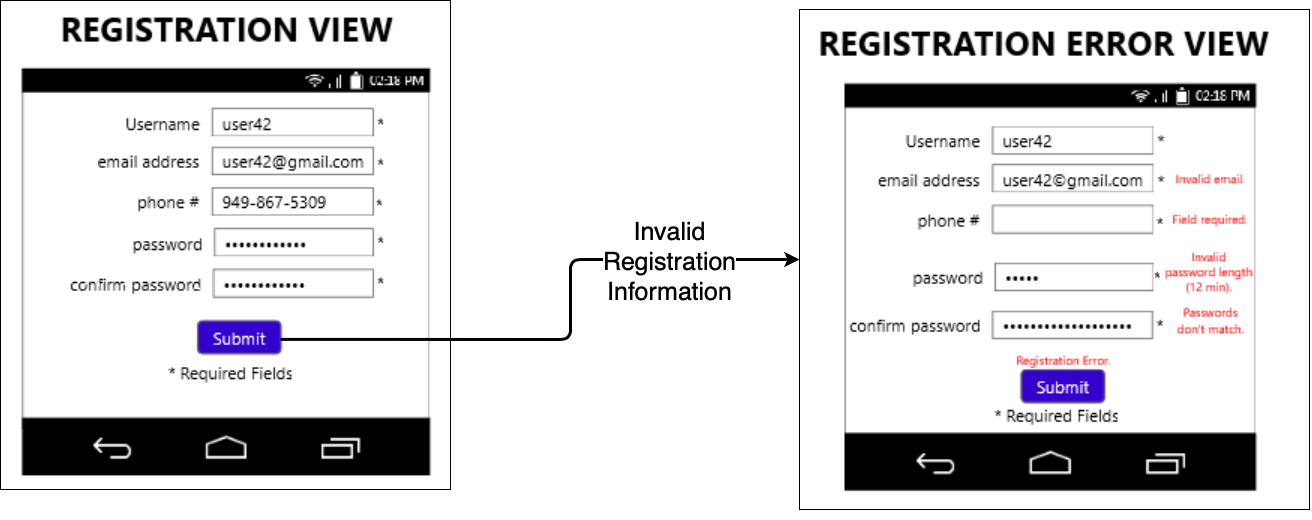 REGISTRATION VIEW
02:18 PM
Username user42 *
email address user42@gmail.com *
phone # 949-867-5309 *
password •••••••••••• *
confirm password •••••••••••• *
Submit
* Required Fields
Invalid
Registration
Information
REGISTRATION ERROR VIEW
02:18 PM
Username user42 *
email address user42©gmail.com * Invalid email
phone # * Field required.
password ••••• * Invalid
password length
(12 min).
confirm password ••••••••••••••••••• * Passwords
don't match.
Registration Error.
Submit
* Required Fields